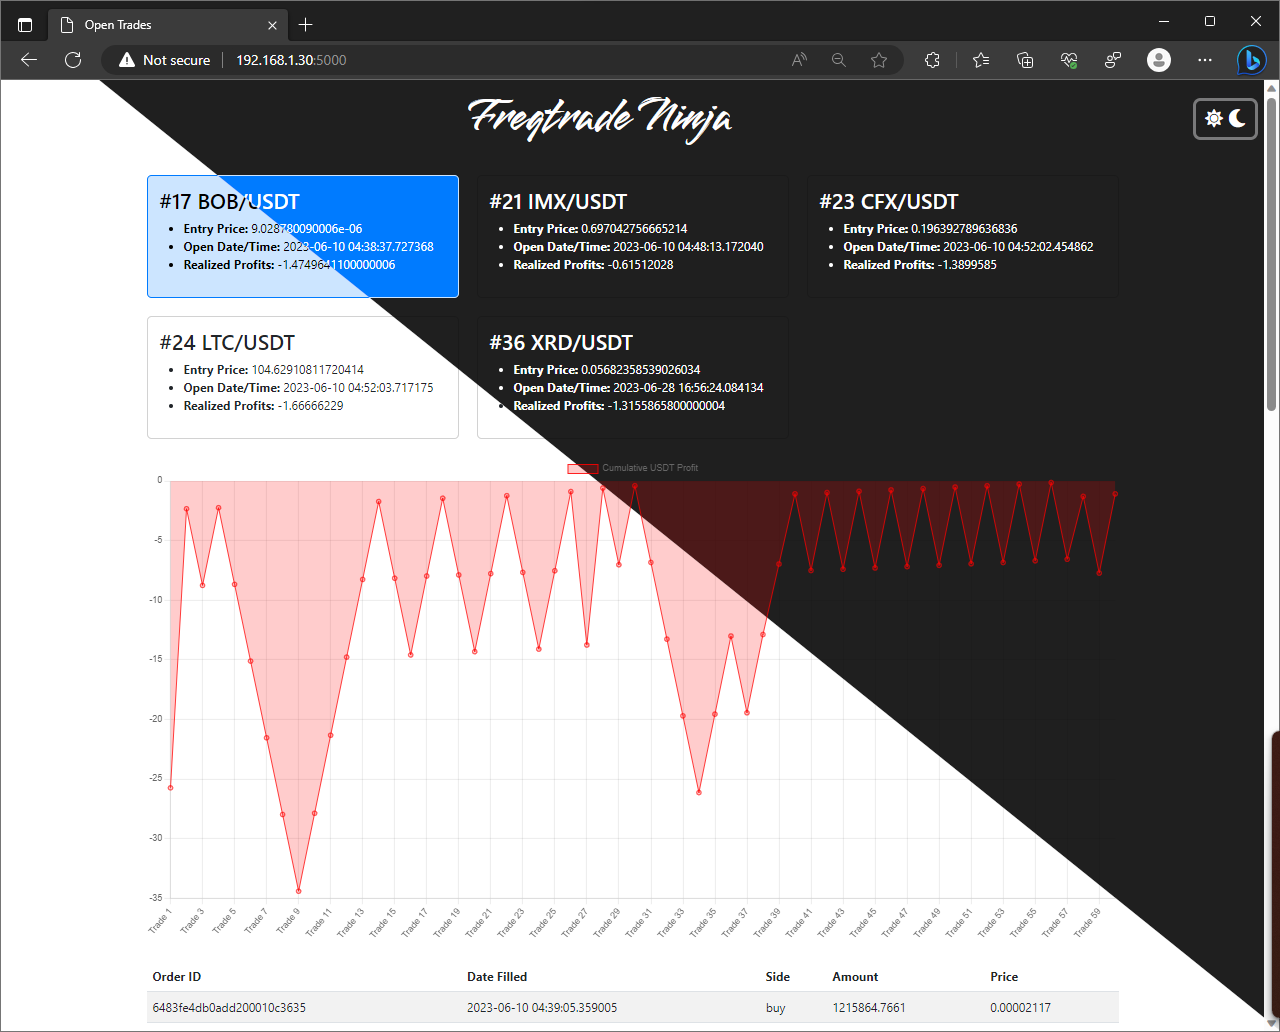 Open Trades
Not secure
192.168.1.30:5000
Freqtrade Ninja
#17 BOB/USDT
Entry Price: 9.028780090006e-06
Open Date/Time: 2023-06-10 04:38:37.727368
Realized Profits: -1.4749641100000006
#21 IMX/USDT
Entry Price: 0.697042756665214
Open Date/Time: 2023-06-10 04:48:13.172040
Realized Profits: -0.61512028
#23 CFX/USDT
Entry Price: 0.196392789636836
Open Date/Time: 2023-06-10 04:52:02.454862
Realized Profits: -1.3899585
#24 LTC/USDT
Entry Price: 104.62910811720414
Open Date/Time: 2023-06-10 04:52:03.717175
Realized Profits: -1.66666229
#36 XRD/USDT
Entry Price: 0.05682358539026034
Open Date/Time: 2023-06-28 16:56:24.084134
Realized Profits: -1.3155865800000004
Cumulative USDT Profit
0
-5
-10
-15
-20
-25
-30
-35
Trade 1
Trade 3
Trade 5
Trade 7
Trade 9
Trade 11
Trade 13
Trade 15
Trade 17
Trade 19
Trade 21
Trade 23
Trade 25
Trade 27
Trade 29
Trade 31
Trade 33
Trade 35
Trade 37
Trade 39
Trade 41
Trade 43
Trade 45
Trade 47
Trade 49
Trade 51
Trade 53
Trade 55
Trade 57
Trade 59
Order ID Date Filled Side Amount Price
6483fe4db0add200010c3635 2023-06-10 04:39:05.359005 buy 1215864.7661 0.00002117